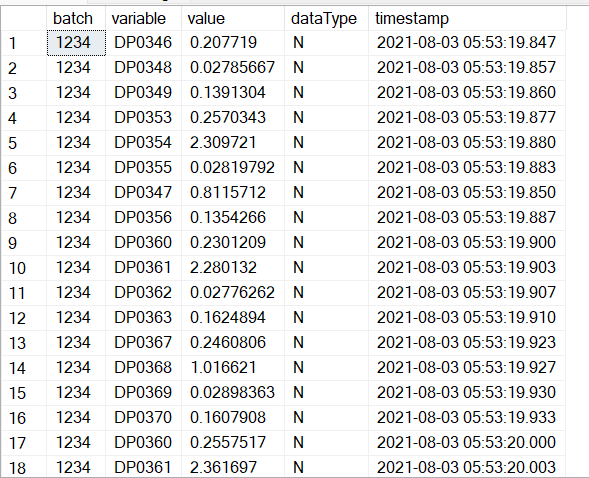 batch variable value dataType timestamp
1 1234 DP0346 0.207719 N 2021-08-03 05:53:19.847
2 1234 DP0348 0.02785667 N 2021-08-03 05:53:19.857
3 1234 DP0349 0.1391304 N 2021-08-03 05:53:19.860
4 1234 DP0353 0.2570343 N 2021-08-03 05:53:19.877
5 1234 DP0354 2.309721 N 2021-08-03 05:53:19.880
6 1234 DP0355 0.02819792 N 2021-08-03 05:53:19.883
7 1234 DP0347 0.8115712 N 2021-08-03 05:53:19.850
8 1234 DP0356 0.1354266 N 2021-08-03 05:53:19.887
9 1234 DP0360 0.2301209 N 2021-08-03 05:53:19.900
10 1234 DP0361 2.280132 N 2021-08-03 05:53:19.903
11 1234 DP0362 0.02776262 N 2021-08-03 05:53:19.907
12 1234 DP0363 0.1624894 N 2021-08-03 05:53:19.910
13 1234 DP0367 0.2460806 N 2021-08-03 05:53:19.923
14 1234 DP0368 1.016621 N 2021-08-03 05:53:19.927
15 1234 DP0369 0.02898363 N 2021-08-03 05:53:19.930
16 1234 DP0370 0.1607908 N 2021-08-03 05:53:19.933
17 1234 DP0360 0.2557517 N 2021-08-03 05:53:20.000
18 1234 DP0361 2.361697 N 2021-08-03 05:53:20.003